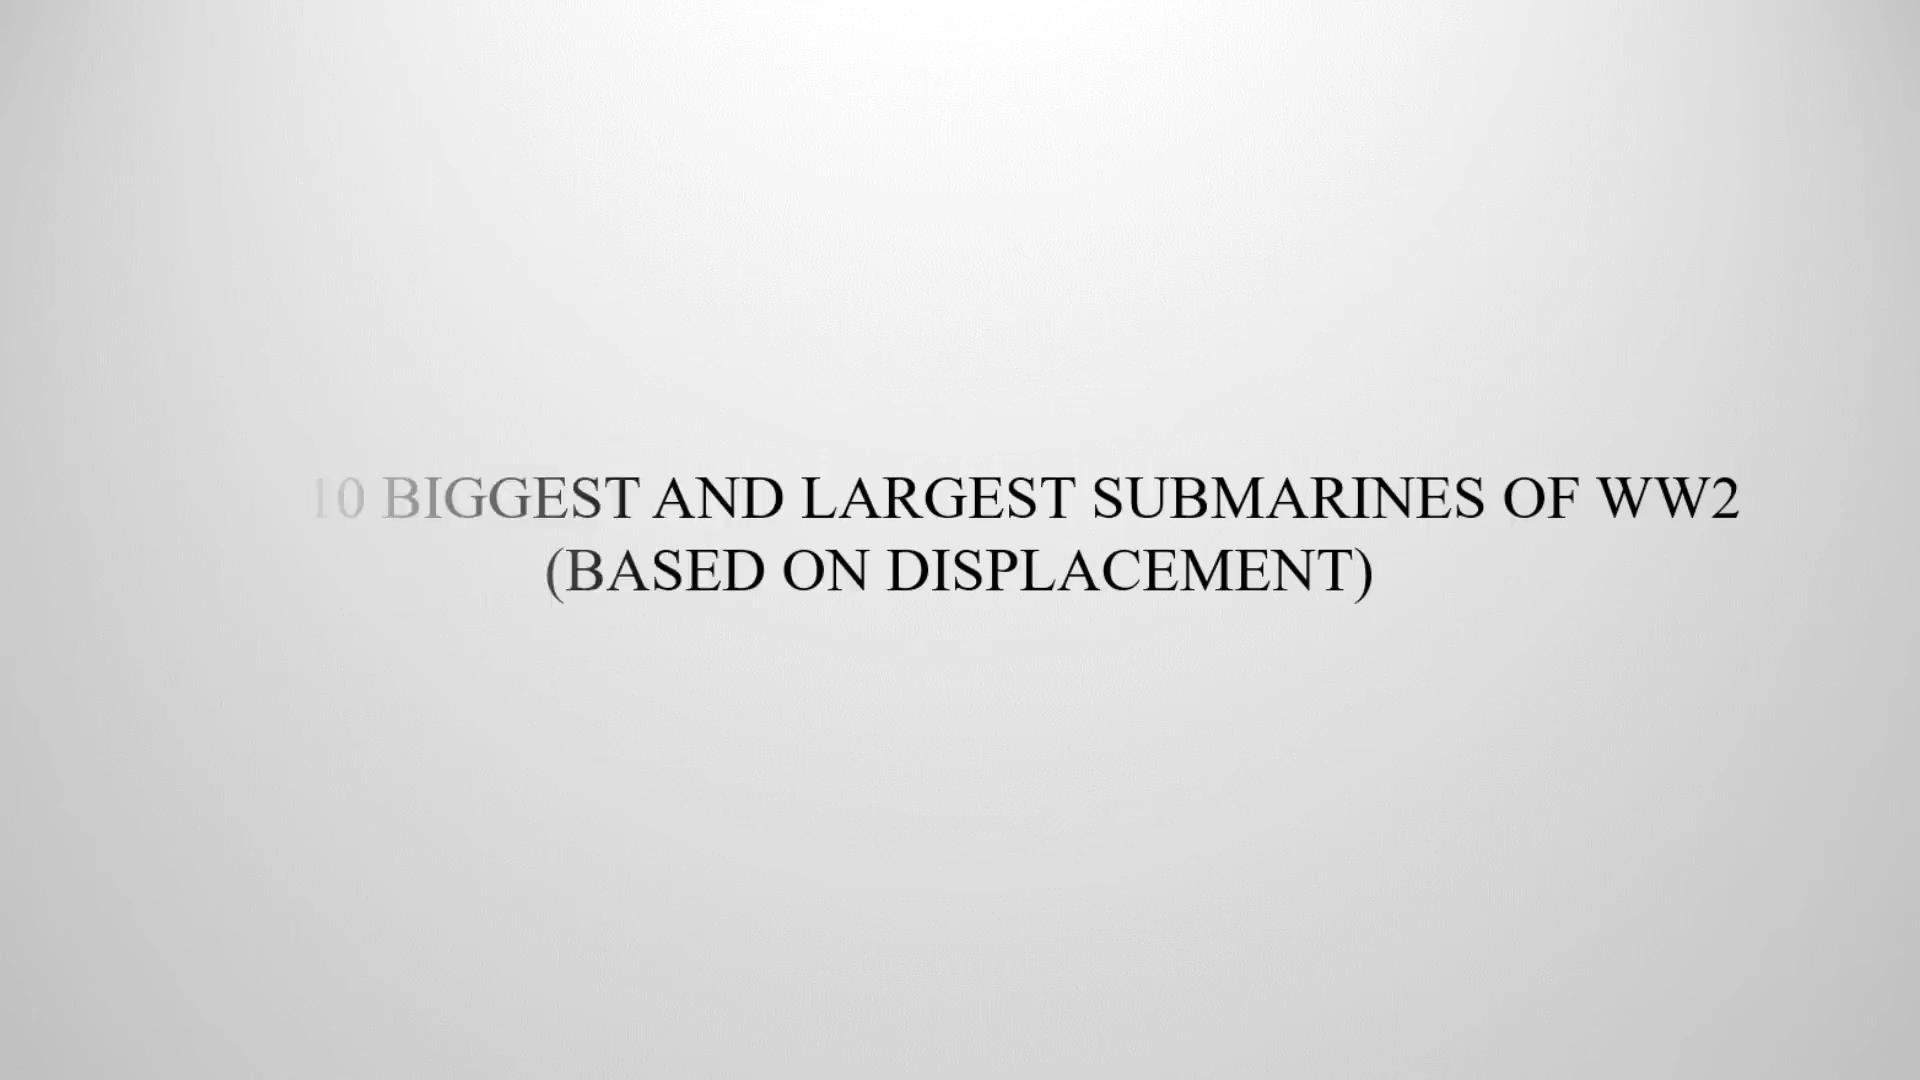 10 BIGGEST AND LARGEST SUBMARINES OF WW2
(BASED ON DISPLACEMENT)